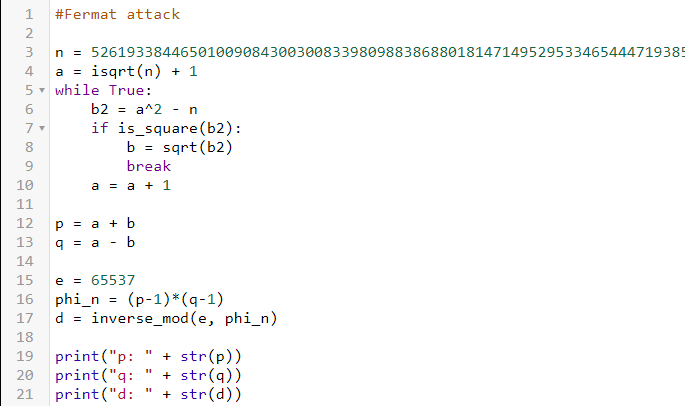 1 #Fermat attack
2
3 n = 5261933844650100908430030083398098838688018147149529533465444719385
4 a = isqrt(n) + 1
5 while True:
6     b2 = a^2 - n
7     if is_square(b2):
8         b = sqrt(b2)
9         break
10     a = a + 1
11
12 p = a + b
13 q = a - b
14
15 e = 65537
16 phi_n = (p-1)*(q-1)
17 d = inverse_mod(e, phi_n)
18
19 print("p: " + str(p))
20 print("q: " + str(q))
21 print("d: " + str(d))